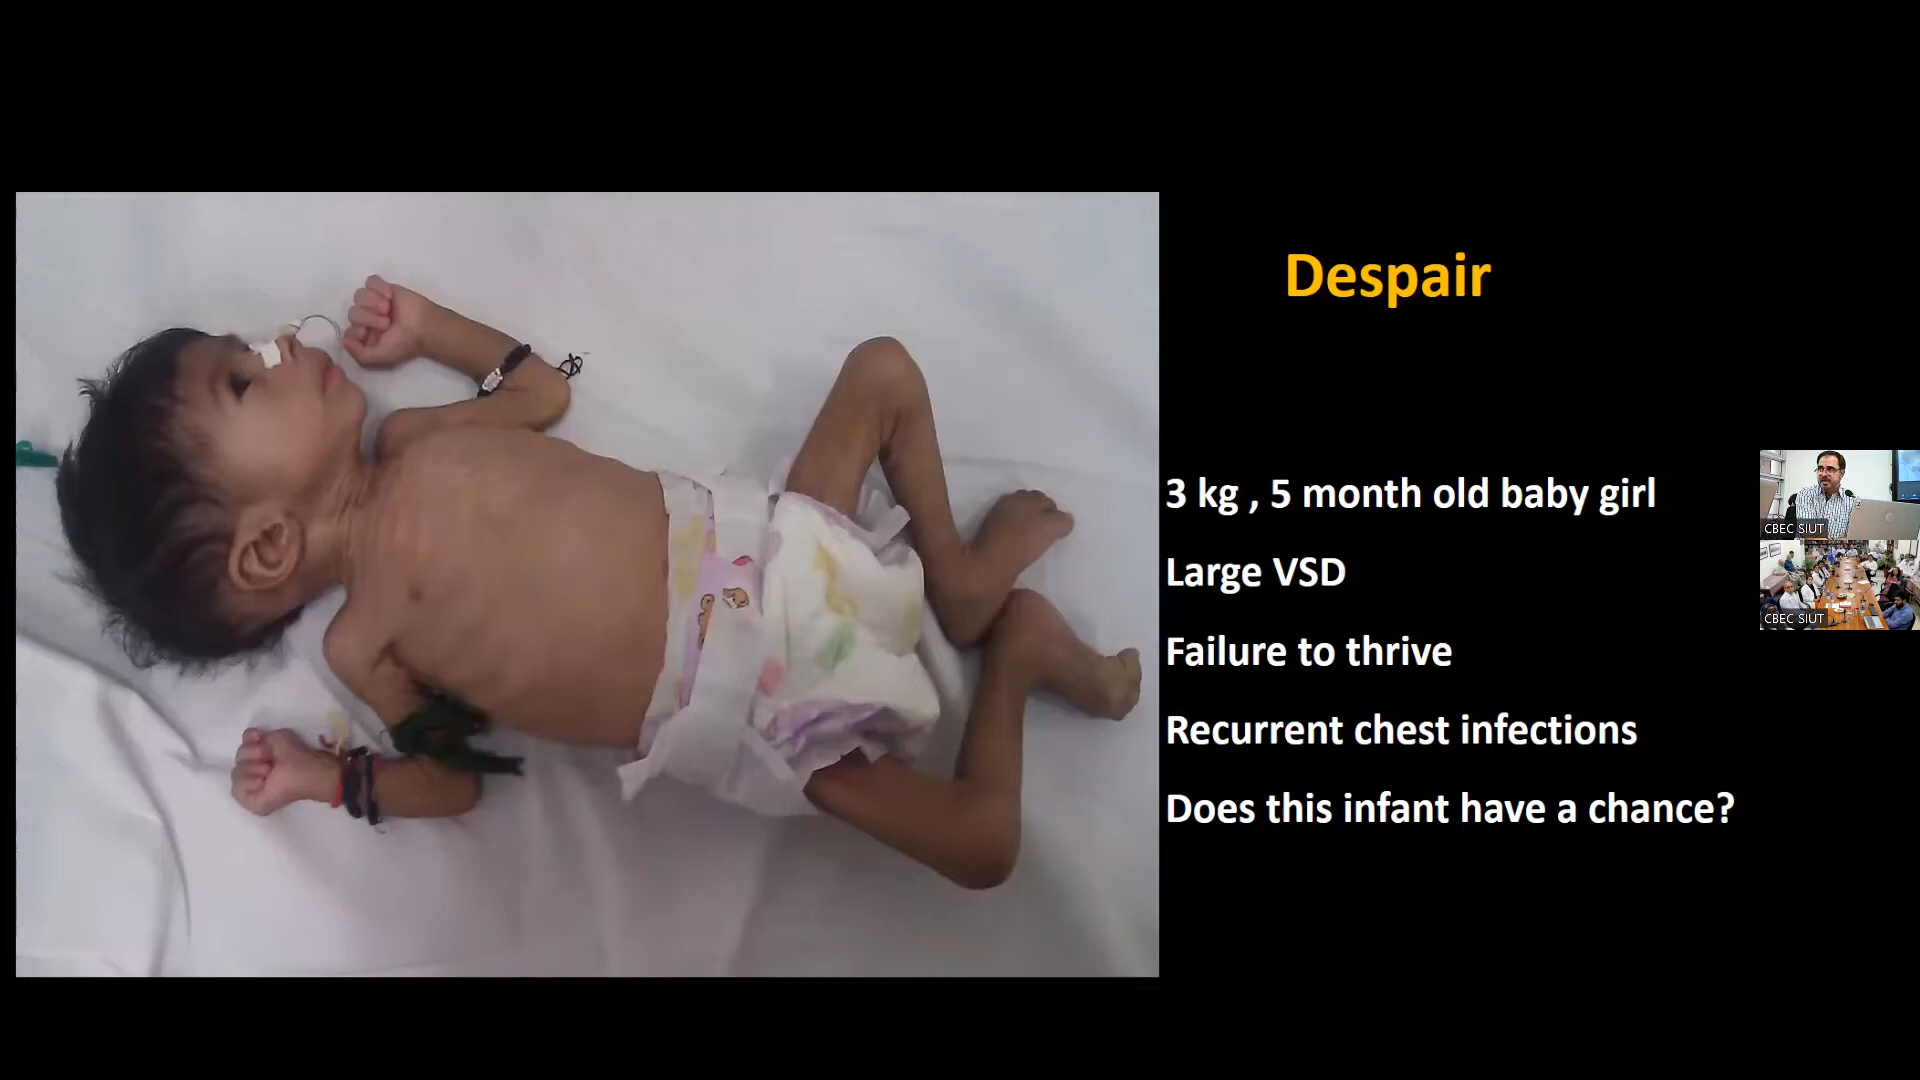 Despair
3 kg , 5 month old baby girl
Large VSD
Failure to thrive
Recurrent chest infections
Does this infant have a chance?
CBEC SIUT
CBEC SIUT